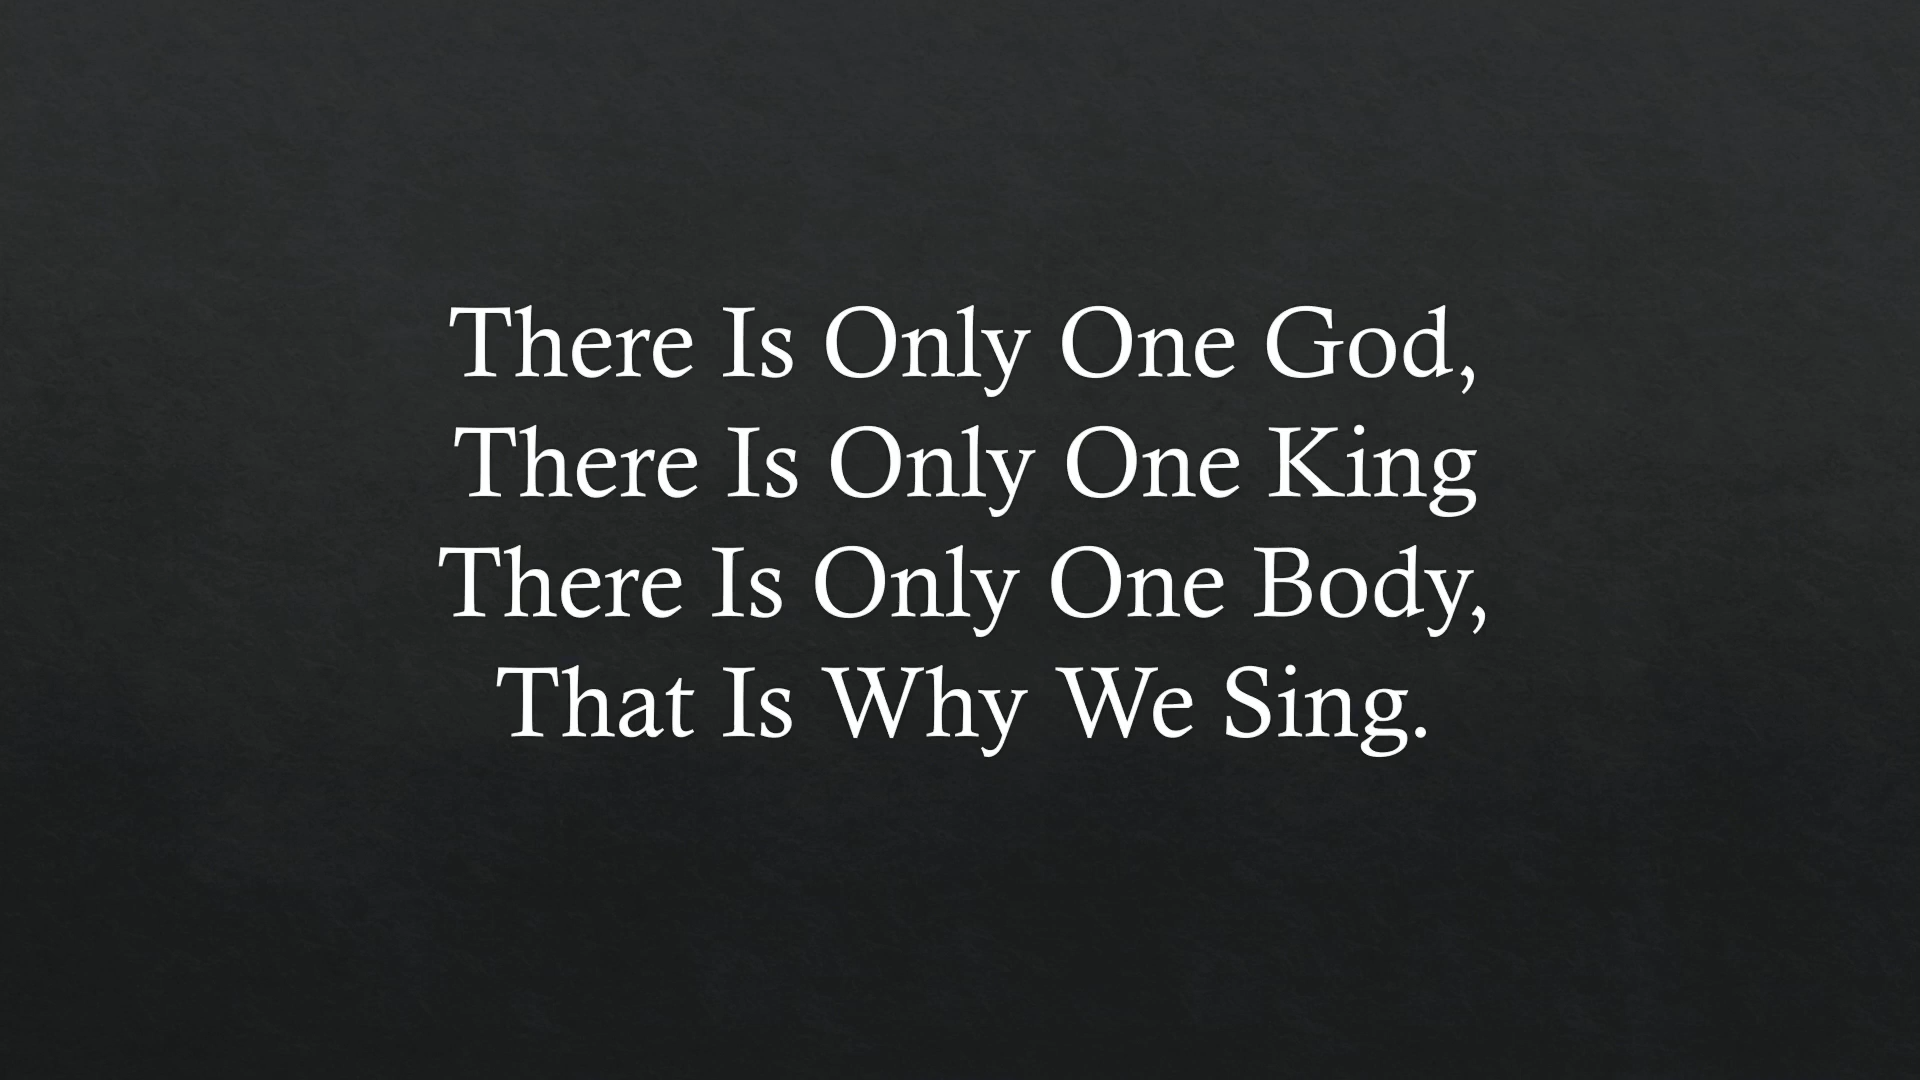 There Is Only One God,
There Is Only One King
There Is Only One Body,
That Is Why We Sing.